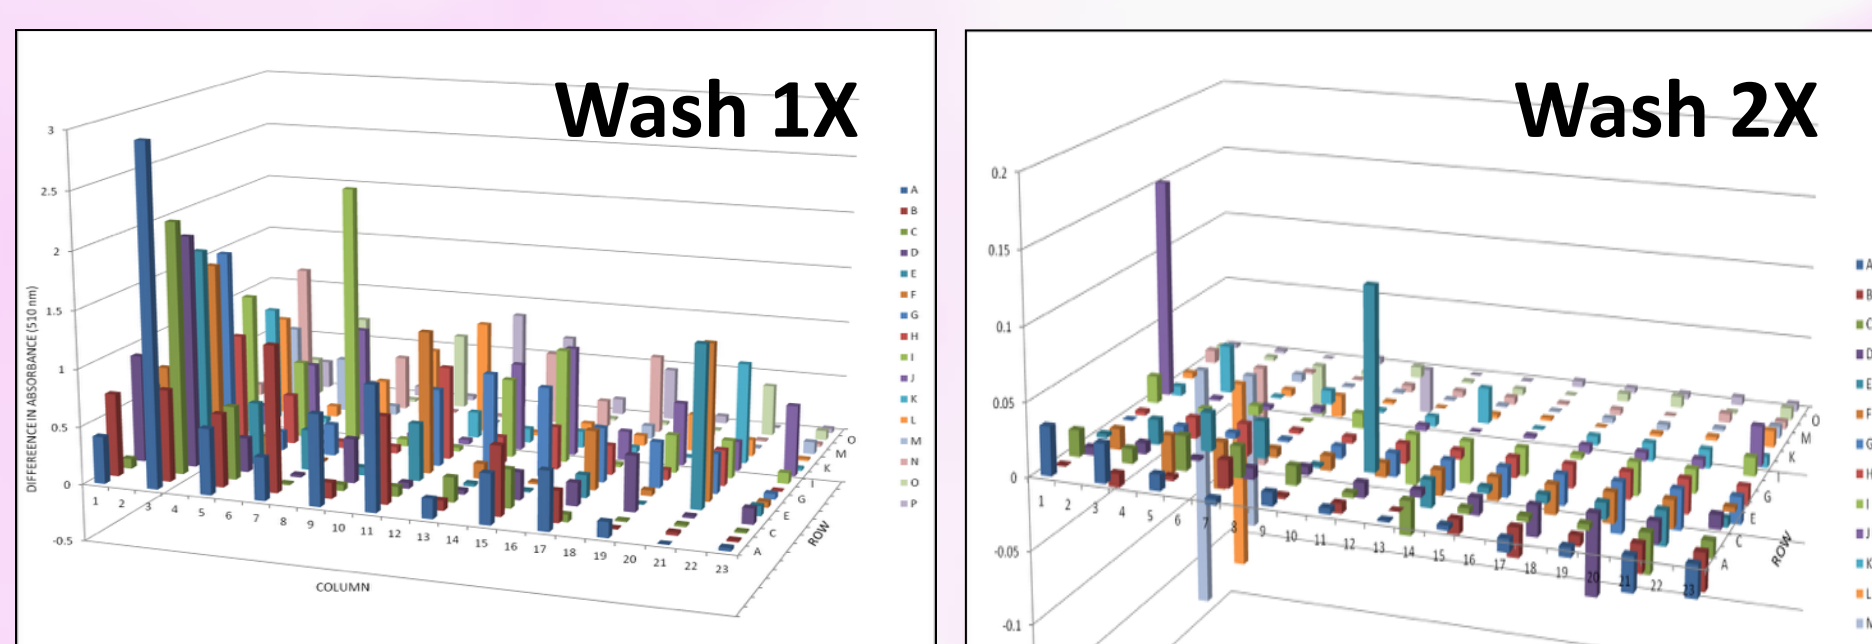 Wash 1X
3
2.5
2
1.5
1
0.5
0
-0.5
DIFFERENCE IN ABSORBANCE (510 nm)
1 2 3 4 5 6 7 8 9 10 11 12 13 14 15 16 17 18 19 20 21 22 23
COLUMN
A
C
E
G
I
K
M
O
ROW
A
B
C
D
E
F
G
H
I
J
K
L
M
N
O
P
Wash 2X
0.2
0.15
0.1
0.05
0
-0.05
-0.1
1 2 3 4 5 6 7 8 9 10 11 12 13 14 15 16 17 18 19 20 21 22 23
A
C
E
G
I
K
M
O
ROW
A
B
C
D
E
F
G
H
I
J
K
L